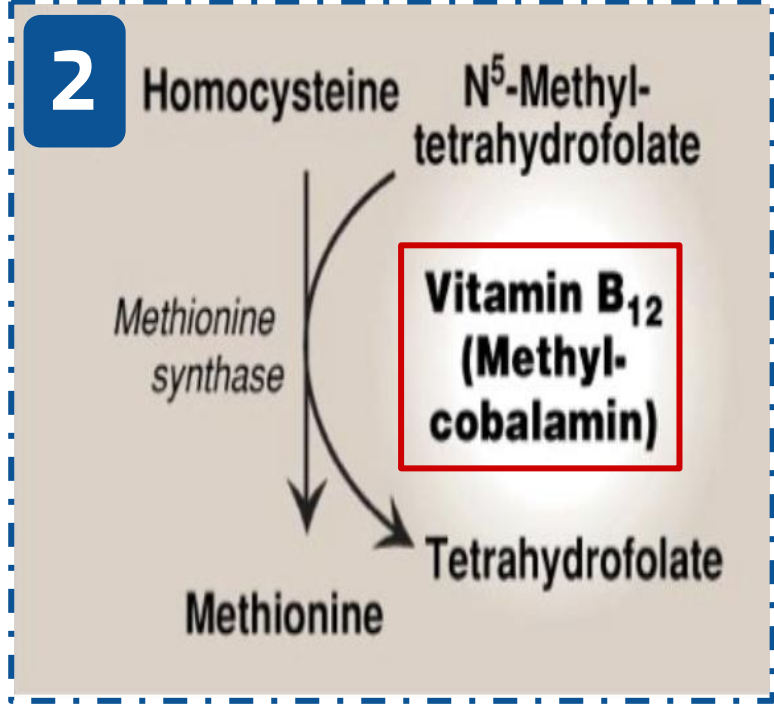 2
Homocysteine
N⁵-Methyl-
tetrahydrofolate
Methionine
synthase
Vitamin B₁₂
(Methyl-
cobalamin)
Tetrahydrofolate
Methionine